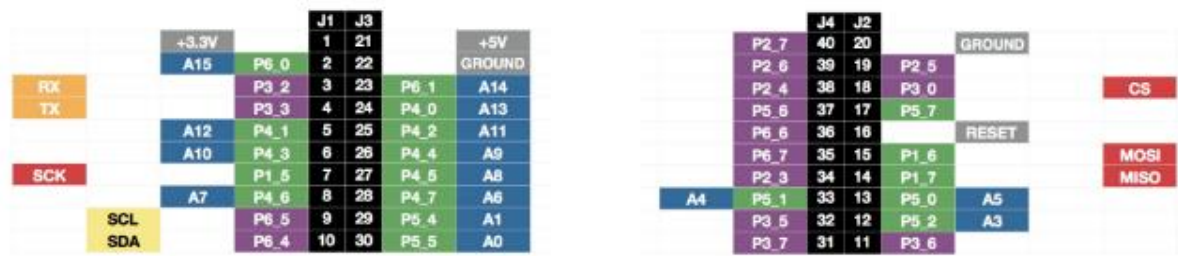 J1 J3
+3.3V 1 21 +5V
A15 P6_0 2 22 GROUND
RX P3_2 3 23 P6_1 A14
TX P3_3 4 24 P4_0 A13
A12 P4_1 5 25 P4_2 A11
A10 P4_3 6 26 P4_4 A9
SCK P1_5 7 27 P4_5 A8
A7 P4_6 8 28 P4_7 A6
SCL P6_5 9 29 P5_4 A1
SDA P6_4 10 30 P5_5 A0
J4 J2
P2_7 40 20 GROUND
P2_6 39 19 P2_5
P2_4 38 18 P3_0 CS
P5_6 37 17 P5_7
P6_6 36 16 RESET
P6_7 35 15 P1_6 MOSI
P2_3 34 14 P1_7 MISO
A4 P5_1 33 13 P5_0 A5
P3_5 32 12 P5_2 A3
P3_7 31 11 P3_6